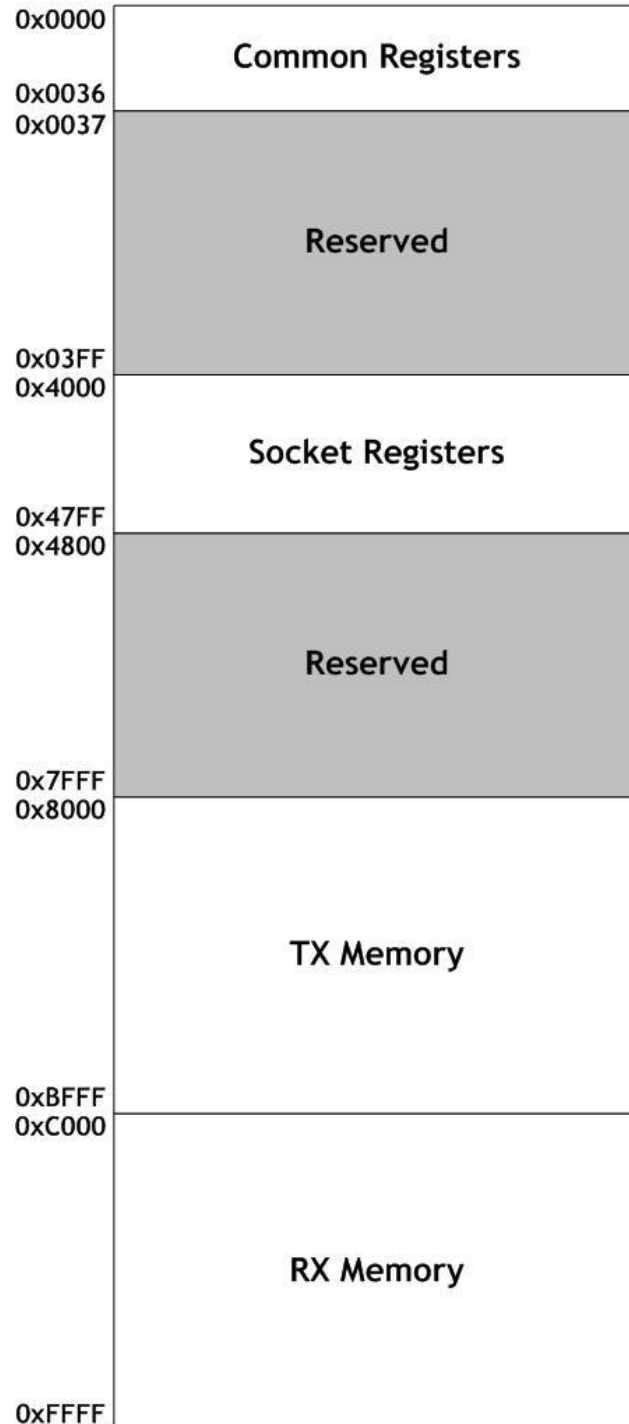 0x0000
Common Registers
0x0036
0x0037
Reserved
0x03FF
0x4000
Socket Registers
0x47FF
0x4800
Reserved
0x7FFF
0x8000
TX Memory
0xBFFF
0xC000
RX Memory
0xFFFF